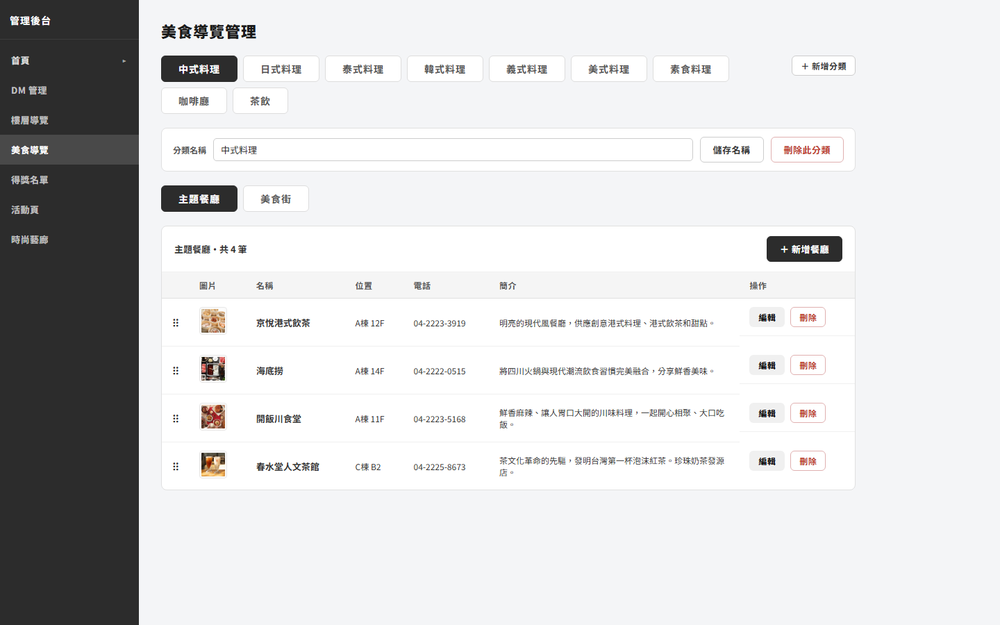 管理後台
首頁
DM 管理
樓層導覽
美食導覽
得獎名單
活動頁
時尚藝廊
美食導覽管理
中式料理 日式料理 泰式料理 韓式料理 義式料理 美式料理 素食料理
＋ 新增分類
咖啡廳 茶飲
分類名稱 中式料理 儲存名稱 刪除此分類
主題餐廳 美食街
主題餐廳・共 4 筆 ＋ 新增餐廳
圖片 名稱 位置 電話 簡介 操作
京悅港式飲茶 A棟 12F 04-2223-3919 明亮的現代風餐廳，供應創意港式料理、港式飲茶和甜點。 編輯 刪除
海底撈 A棟 14F 04-2222-0515 將四川火鍋與現代潮流飲食習慣完美融合，分享鮮香美味。 編輯 刪除
開飯川食堂 A棟 11F 04-2223-5168 鮮香麻辣、讓人胃口大開的川味料理，一起開心相聚、大口吃 編輯 刪除
飯。
春水堂人文茶館 C棟 B2 04-2225-8673 茶文化革命的先驅，發明台灣第一杯泡沫紅茶。珍珠奶茶發源 編輯 刪除
店。